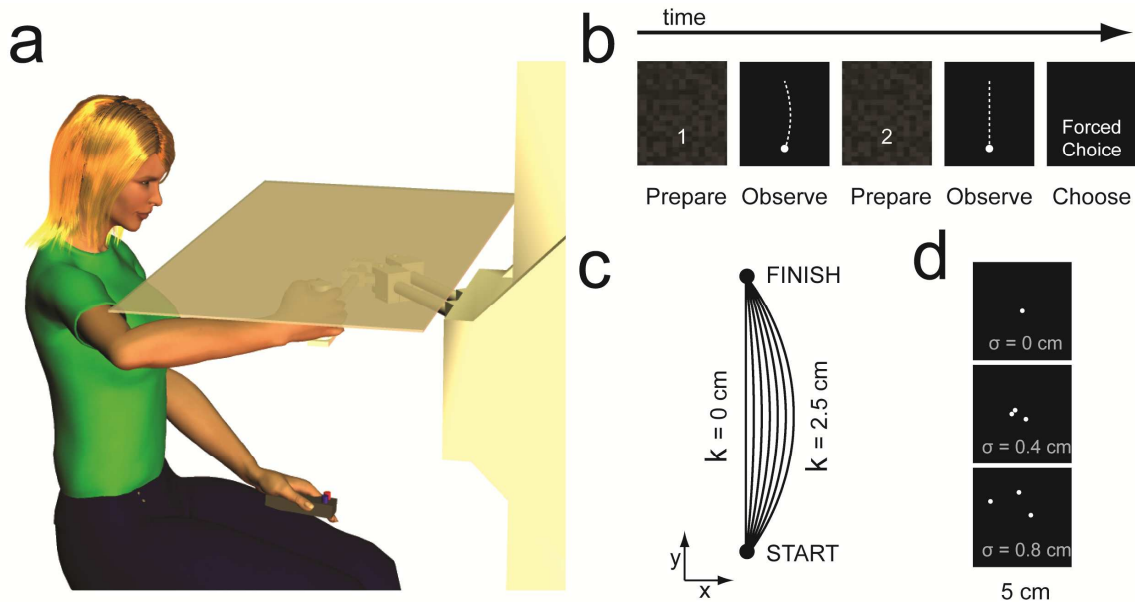 a
b
time
1
2
Forced
Choice
Prepare
Observe
Prepare
Observe
Choose
c
FINISH
k = 0 cm
k = 2.5 cm
START
y
x
d
σ = 0 cm
σ = 0.4 cm
σ = 0.8 cm
5 cm